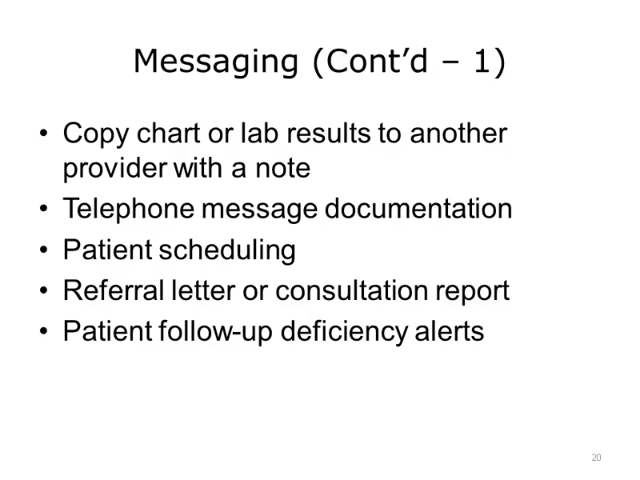 Messaging (Cont’d – 1)
• Copy chart or lab results to another
provider with a note
• Telephone message documentation
• Patient scheduling
• Referral letter or consultation report
• Patient follow-up deficiency alerts
20